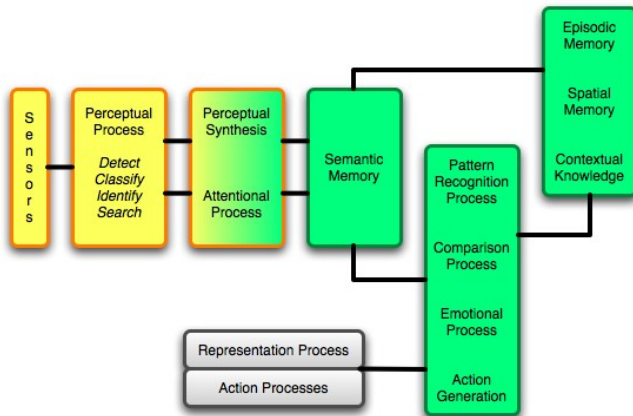 Sensors
Perceptual
Process
Detect
Classify
Identify
Search
Perceptual
Synthesis
Attentional
Process
Semantic
Memory
Episodic
Memory
Spatial
Memory
Contextual
Knowledge
Pattern
Recognition
Process
Comparison
Process
Emotional
Process
Action
Generation
Representation Process
Action Processes